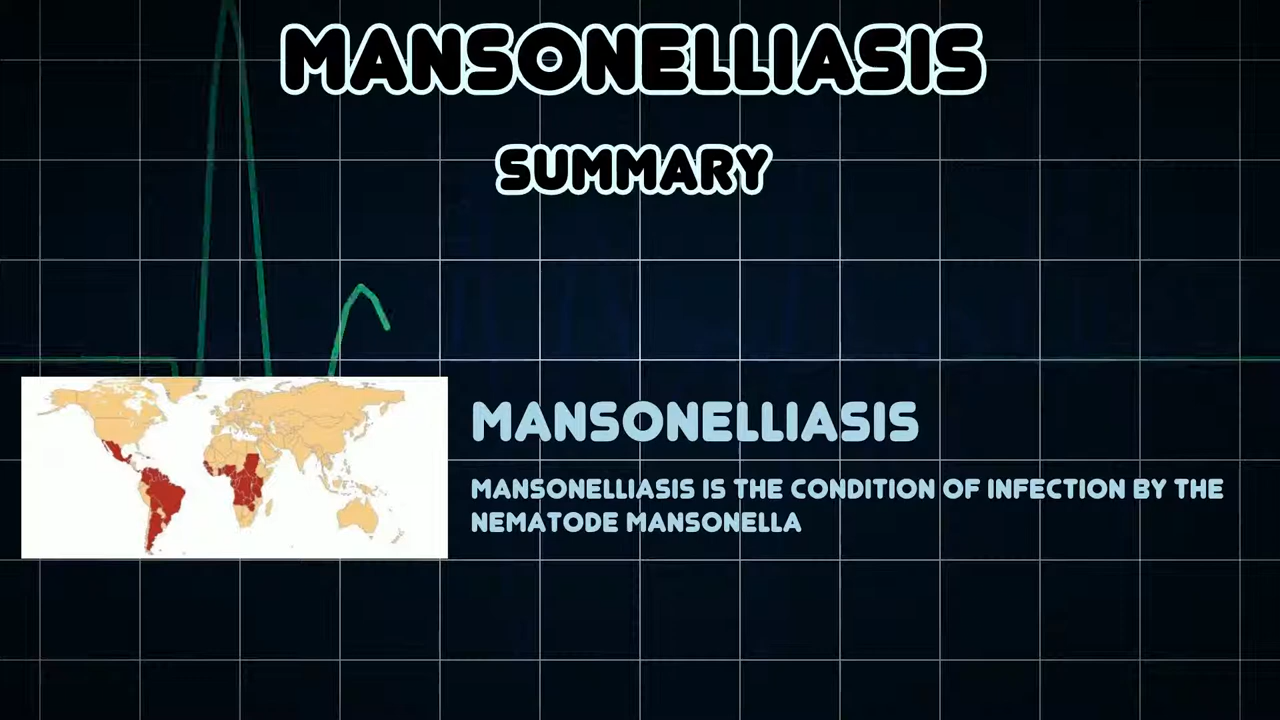 MANSONELLIASIS
SUMMARY
MANSONELLIASIS
MANSONELLIASIS IS THE CONDITION OF INFECTION BY THE
NEMATODE MANSONELLA